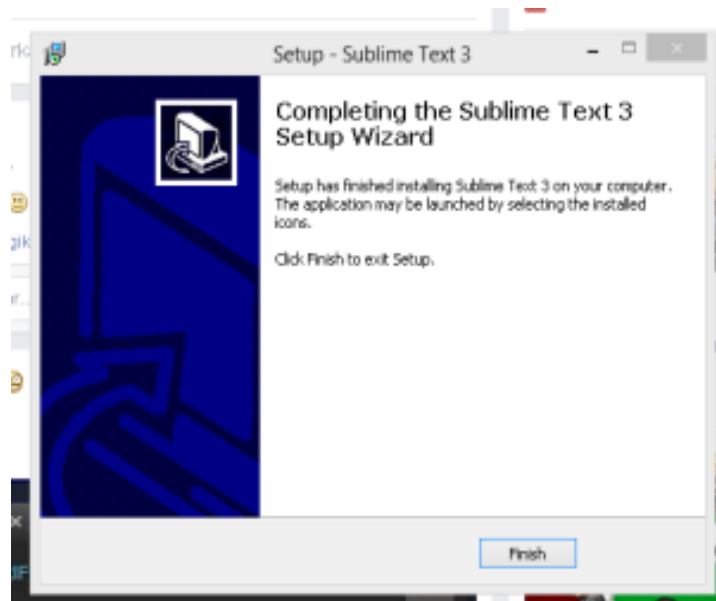 Setup - Sublime Text 3
Completing the Sublime Text 3
Setup Wizard
Setup has finished installing Sublime Text 3 on your computer.
The application may be launched by selecting the installed
icons.
Click Finish to exit Setup.
Finish